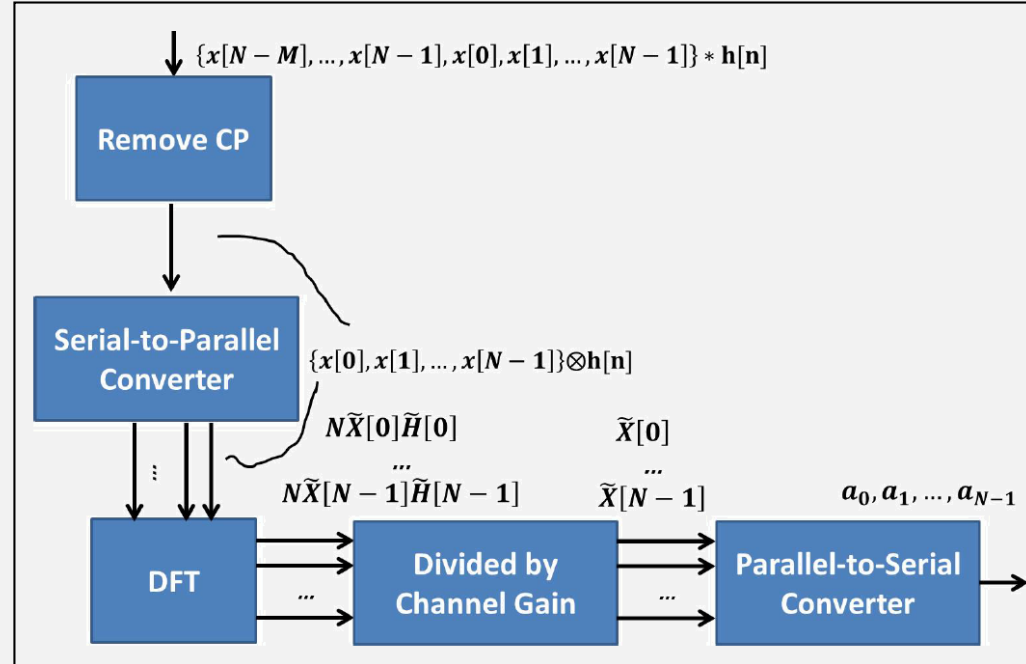 {x[N − M], …, x[N − 1], x[0], x[1], …, x[N − 1]} ∗ h[n]
Remove CP
Serial-to-Parallel
Converter
{x[0], x[1], …, x[N − 1]}⊗h[n]
NX̃[0]H̃[0]
...
NX̃[N − 1]H̃[N − 1]
X̃[0]
...
X̃[N − 1]
a₀, a₁, …, a_{N−1}
...
DFT
...
Divided by
Channel Gain
...
Parallel-to-Serial
Converter